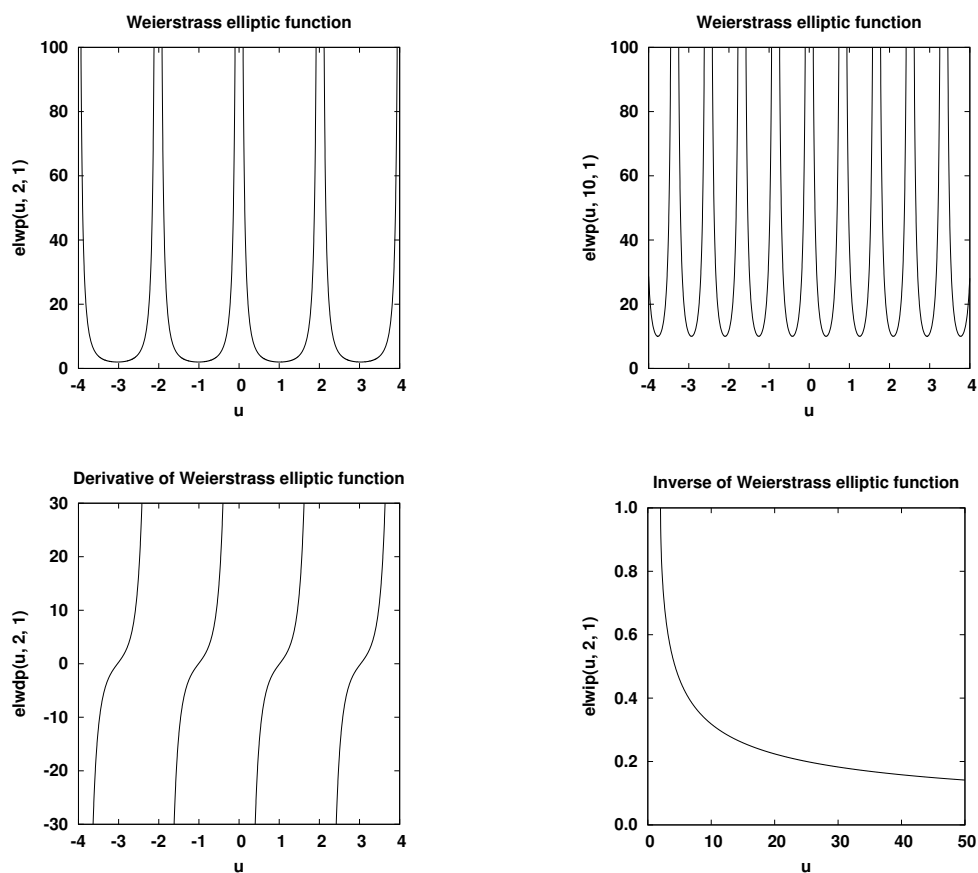 Weierstrass elliptic function
100
80
60
40
20
0
elwp(u, 2, 1)
-4 -3 -2 -1 0 1 2 3 4
u
Weierstrass elliptic function
100
80
60
40
20
0
elwp(u, 10, 1)
-4 -3 -2 -1 0 1 2 3 4
u
Derivative of Weierstrass elliptic function
30
20
10
0
-10
-20
-30
elwdp(u, 2, 1)
-4 -3 -2 -1 0 1 2 3 4
u
Inverse of Weierstrass elliptic function
1.0
0.8
0.6
0.4
0.2
0.0
elwip(u, 2, 1)
0 10 20 30 40 50
u